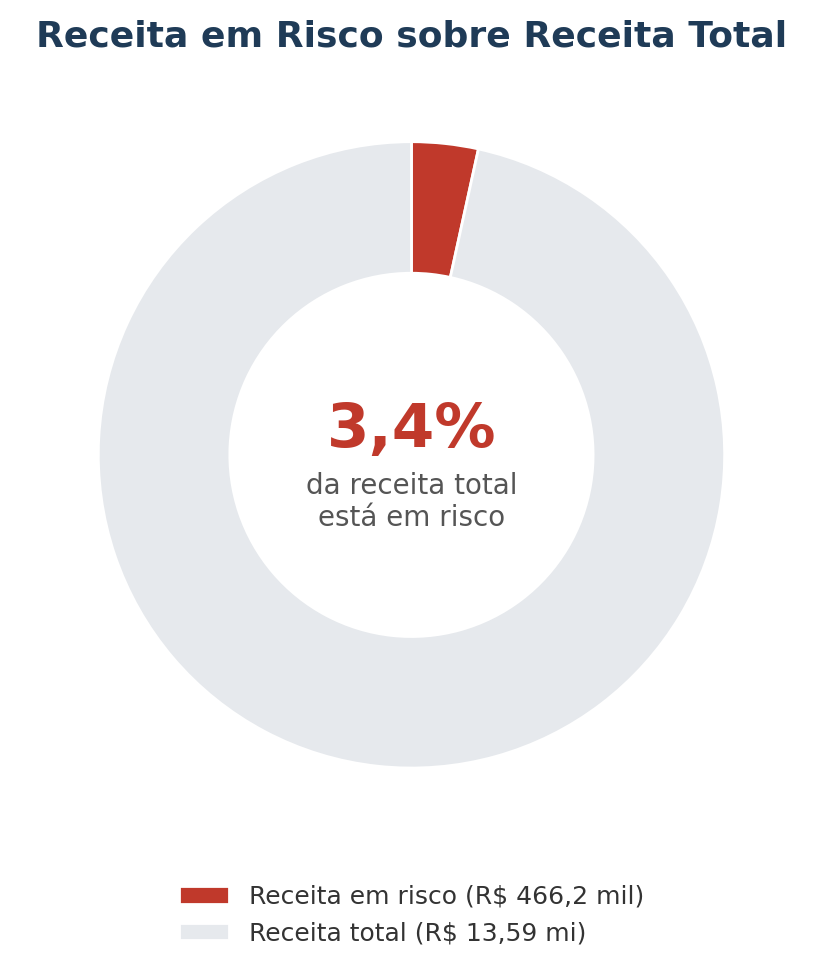 Receita em Risco sobre Receita Total
3,4%
da receita total
está em risco
Receita em risco (R$ 466,2 mil)
Receita total (R$ 13,59 mi)